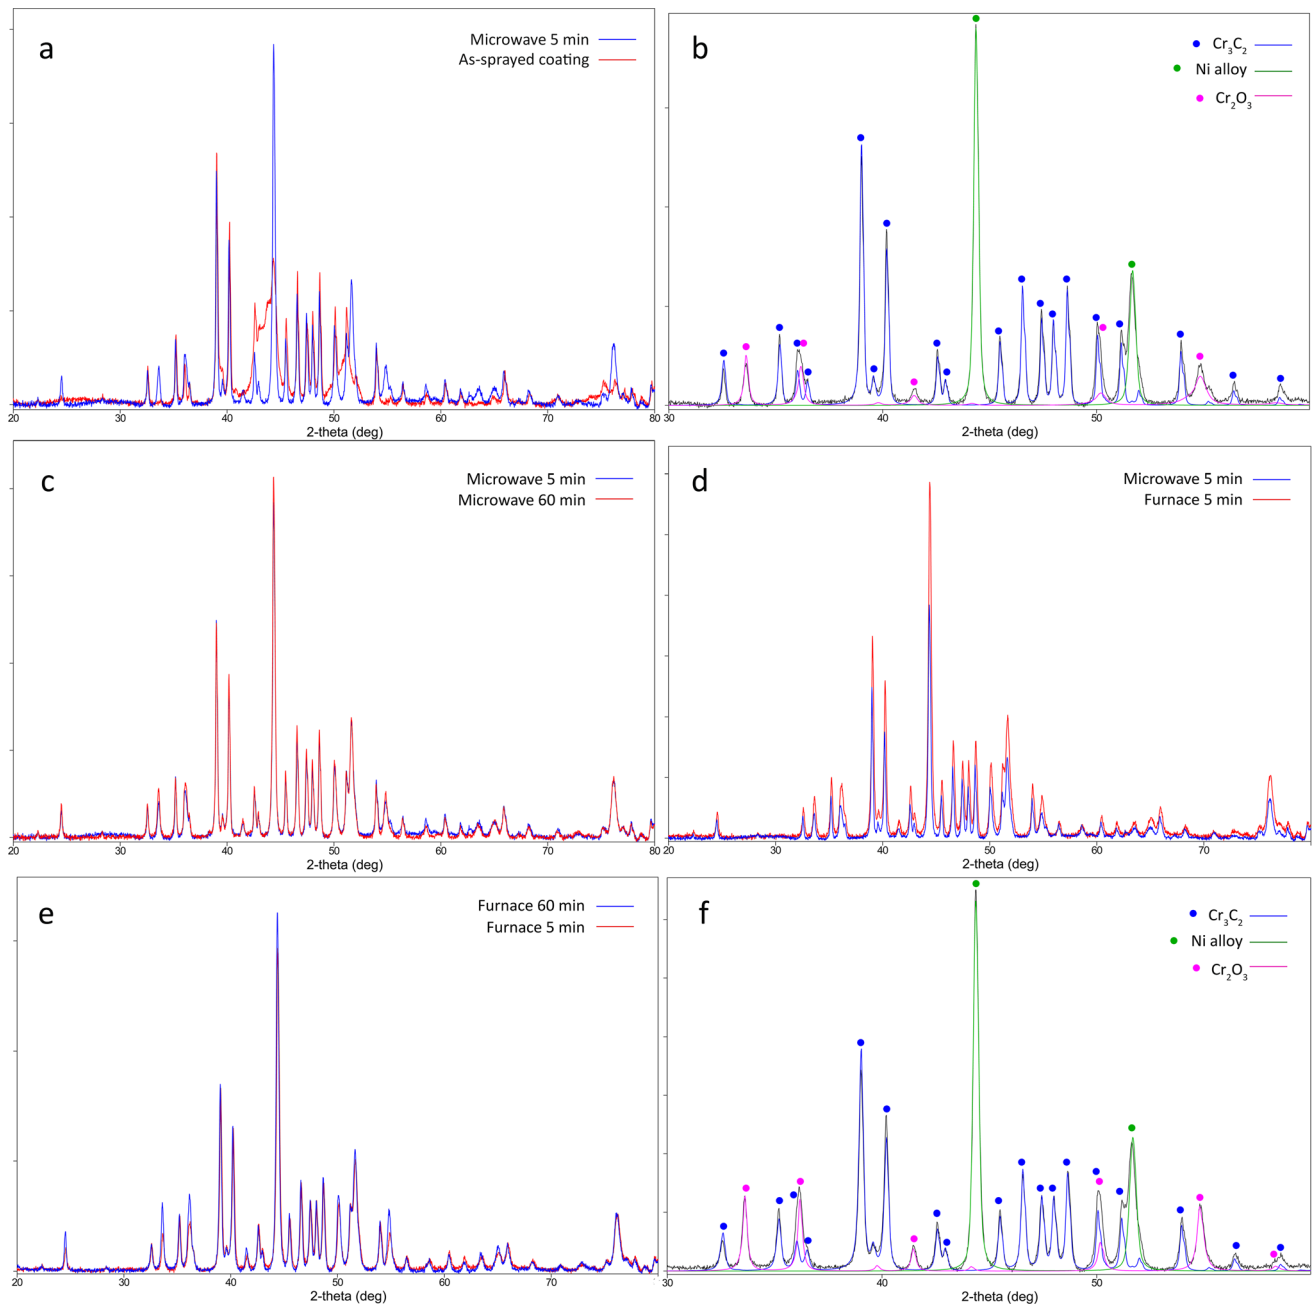 a
Microwave 5 min
As-sprayed coating
20 30 40 50 60 70 80
2-theta (deg)
b
Cr₃C₂
Ni alloy
Cr₂O₃
30 40 50
2-theta (deg)
c
Microwave 5 min
Microwave 60 min
20 30 40 50 60 70 80
2-theta (deg)
d
Microwave 5 min
Furnace 5 min
20 30 40 50 60 70
2-theta (deg)
e
Furnace 60 min
Furnace 5 min
20 30 40 50 60 70
2-theta (deg)
f
Cr₃C₂
Ni alloy
Cr₂O₃
40 50
2-theta (deg)